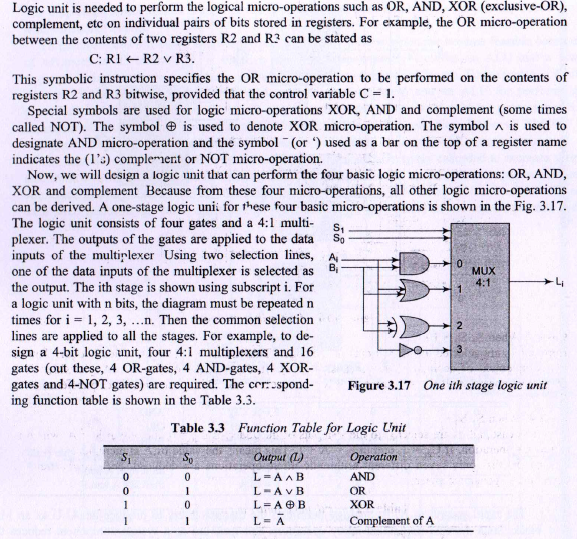 Logic unit is needed to perform the logical micro-operations such as OR, AND, XOR (exclusive-OR),
complement, etc on individual pairs of bits stored in registers. For example, the OR micro-operation
between the contents of two registers R2 and R3 can be stated as
C: R1 ← R2 ∨ R3.
This symbolic instruction specifies the OR micro-operation to be performed on the contents of
registers R2 and R3 bitwise, provided that the control variable C = 1.
Special symbols are used for logic micro-operations XOR, AND and complement (some times
called NOT). The symbol ⊕ is used to denote XOR micro-operation. The symbol ∧ is used to
designate AND micro-operation and the symbol ¯ (or ‘) used as a bar on the top of a register name
indicates the (1’s) complement or NOT micro-operation.
Now, we will design a logic unit that can perform the four basic logic micro-operations: OR, AND,
XOR and complement Because from these four micro-operations, all other logic micro-operations
can be derived. A one-stage logic unit for these four basic micro-operations is shown in the Fig. 3.17.
The logic unit consists of four gates and a 4:1 multi-
plexer. The outputs of the gates are applied to the data
inputs of the multiplexer Using two selection lines,
one of the data inputs of the multiplexer is selected as
the output. The ith stage is shown using subscript i. For
a logic unit with n bits, the diagram must be repeated n
times for i = 1, 2, 3, ...n. Then the common selection
lines are applied to all the stages. For example, to de-
sign a 4-bit logic unit, four 4:1 multiplexers and 16
gates (out these, 4 OR-gates, 4 AND-gates, 4 XOR-
gates and 4-NOT gates) are required. The correspond-
ing function table is shown in the Table 3.3.
S₁
S₀
Aᵢ
Bᵢ
0
MUX
4:1
1
2
3
Lᵢ
Figure 3.17 One ith stage logic unit
Table 3.3 Function Table for Logic Unit
S₁ S₀ Output (L) Operation
0 0 L = A ∧ B AND
0 1 L = A ∨ B OR
1 0 L = A ⊕ B XOR
1 1 L = A̅ Complement of A